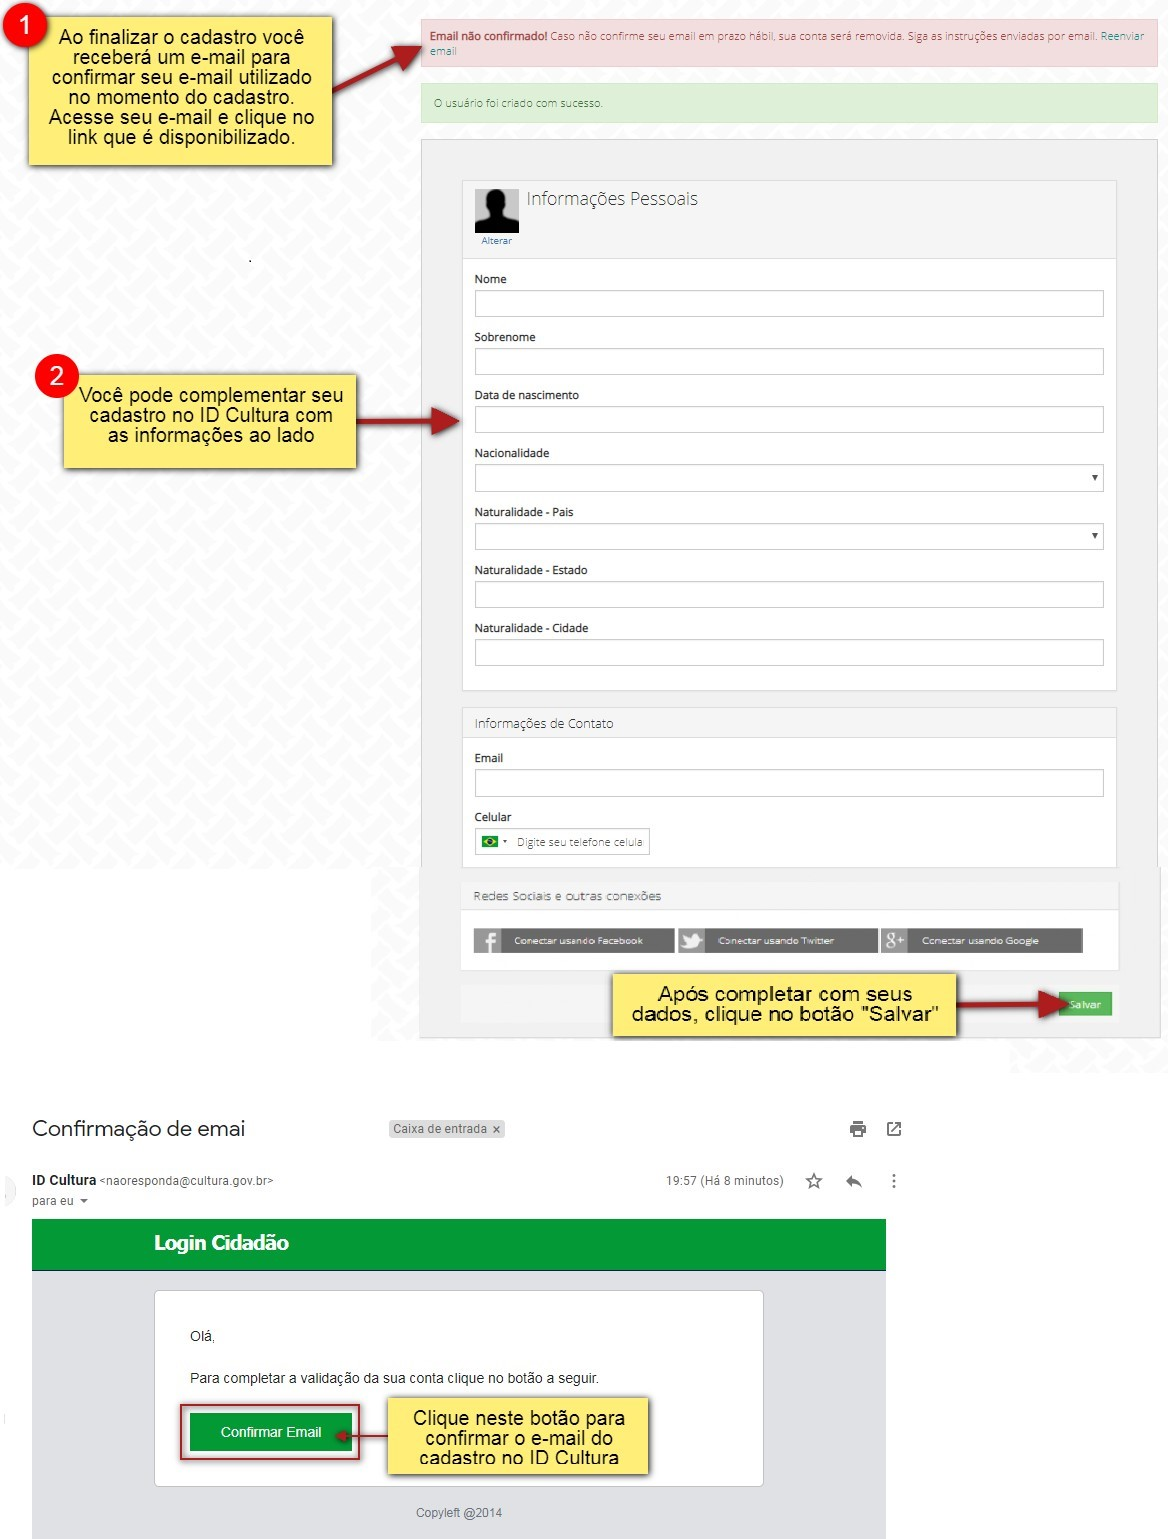 1
Ao finalizar o cadastro você
receberá um e-mail para
confirmar seu e-mail utilizado
no momento do cadastro.
Acesse seu e-mail e clique no
link que é disponibilizado.
Email não confirmado! Caso não confirme seu email em prazo hábil, sua conta será removida. Siga as instruções enviadas por email. Reenviar
email
O usuário foi criado com sucesso.
Informações Pessoais
Alterar
Nome
Sobrenome
2
Você pode complementar seu
cadastro no ID Cultura com
as informações ao lado
Data de nascimento
Nacionalidade
Naturalidade - Pais
Naturalidade - Estado
Naturalidade - Cidade
Informações de Contato
Email
Celular
Digite seu telefone celula
Redes Sociais e outras conexões
Conectar usando Facebook
Conectar usando Twitter
Conectar usando Google
Após completar com seus
dados, clique no botão "Salvar"
Salvar
Confirmação de emai
Caixa de entrada ×
ID Cultura <naoresponda@cultura.gov.br>
19:57 (Há 8 minutos)
para eu
Login Cidadão
Olá,
Para completar a validação da sua conta clique no botão a seguir.
Confirmar Email
Clique neste botão para
confirmar o e-mail do
cadastro no ID Cultura
Copyleft @2014